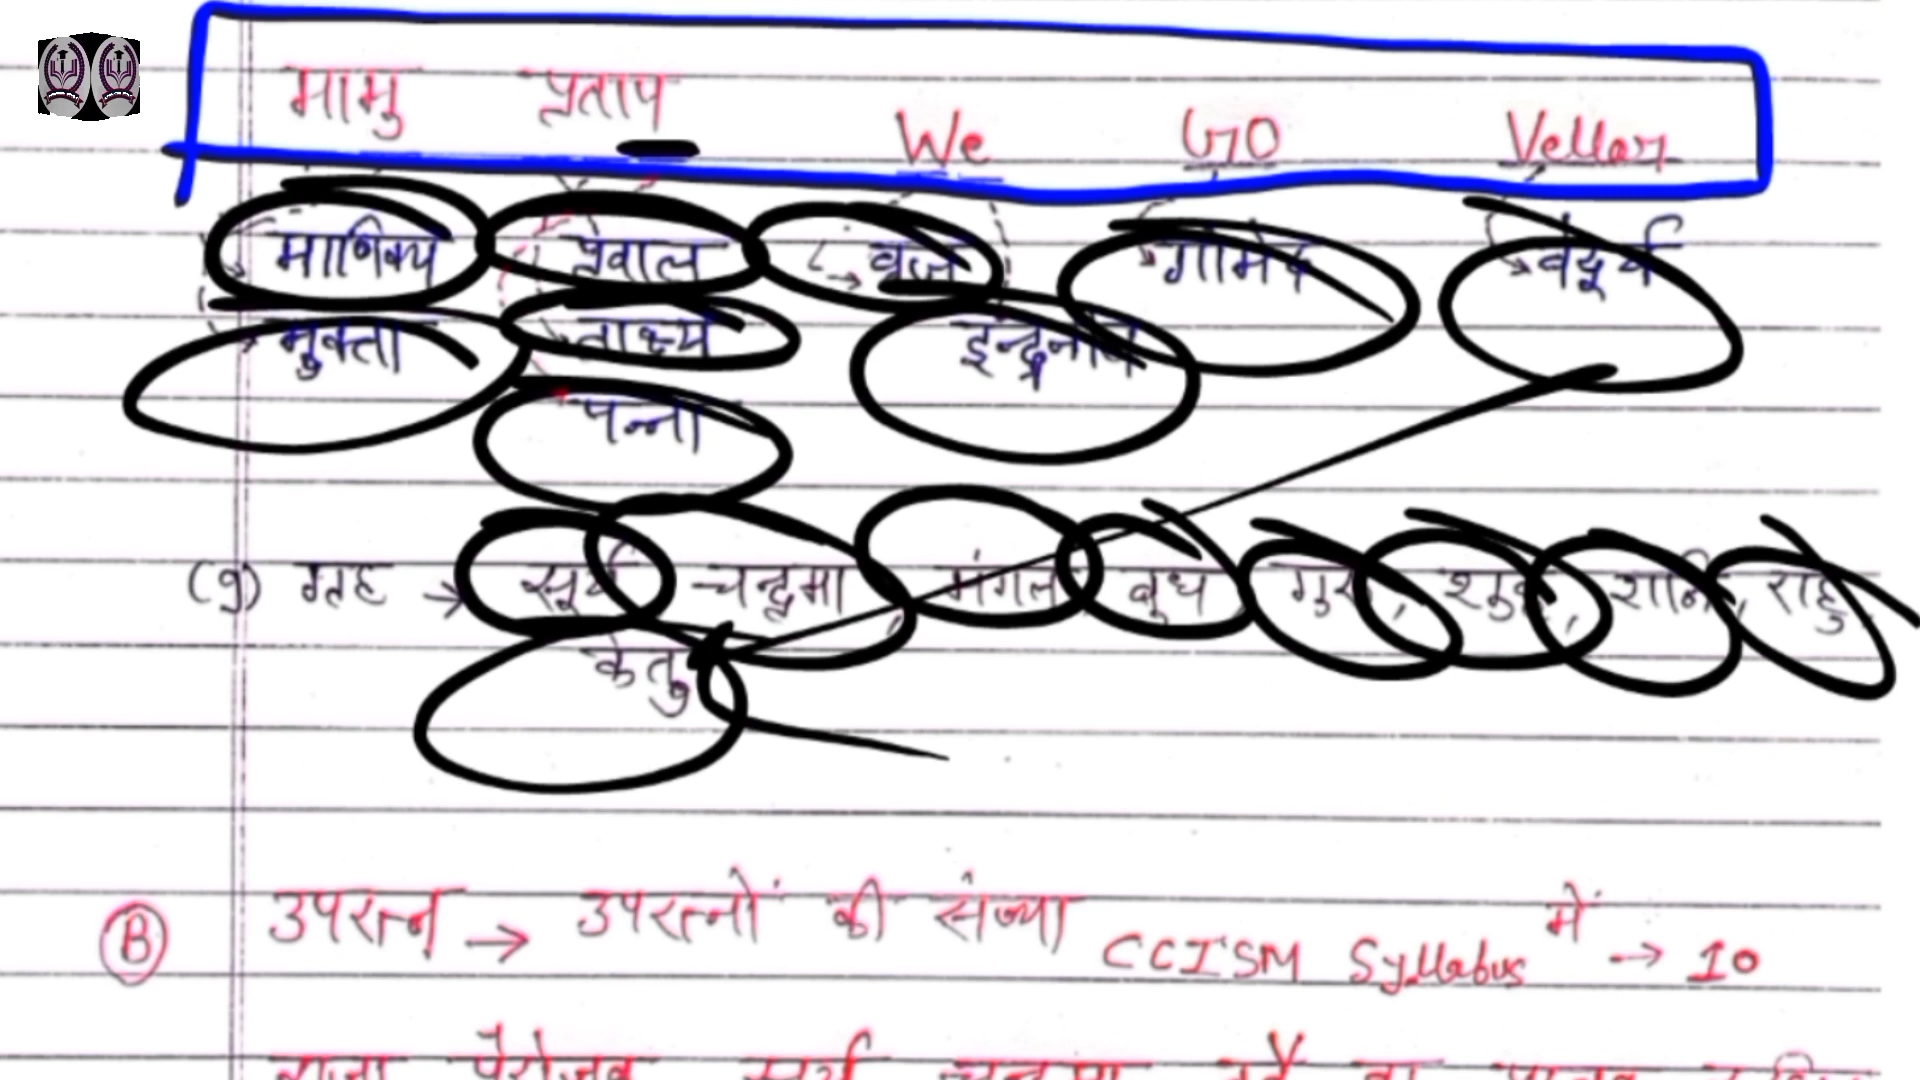 मामु प्रताप We GO Vellar
माणिक्य प्रवाल वज्र गोमेद वैदूर्य
मुक्ता ताक्ष्य इन्द्रनील
पन्ना
(9) ग्रह → सूर्य चन्द्रमा मंगल बुध गुरु, शुक्र, शनि, राहु
केतु
(B) उपरत्न → उपरत्नों की संख्या CCISM Syllabus में → 10